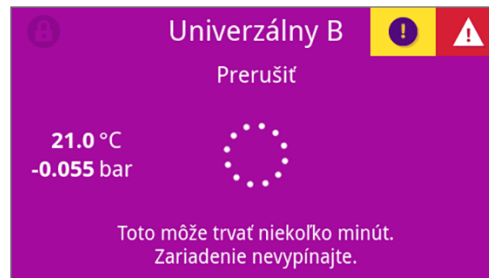 Univerzálny B
Prerušiť
21.0 °C
-0.055 bar
Toto môže trvať niekoľko minút.
Zariadenie nevypínajte.